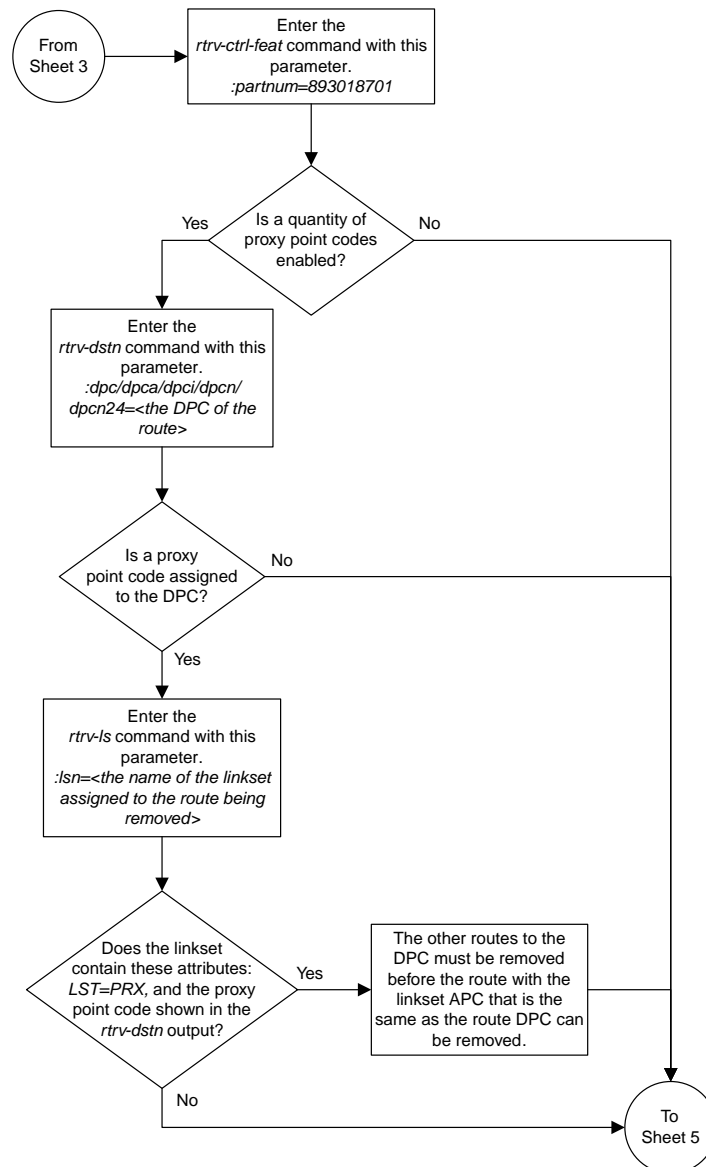 From
Sheet 3
Enter the
rtrv-ctrl-feat command with this
parameter.
:partnum=893018701
Is a quantity of
proxy point codes
enabled?
Yes
No
Enter the
rtrv-dstn command with this
parameter.
:dpc/dpca/dpci/dpcn/
dpcn24=<the DPC of the
route>
Is a proxy
point code assigned
to the DPC?
No
Yes
Enter the
rtrv-ls command with this
parameter.
:lsn=<the name of the linkset
assigned to the route being
removed>
Does the linkset
contain these attributes:
LST=PRX, and the proxy
point code shown in the
rtrv-dstn output?
Yes
The other routes to the
DPC must be removed
before the route with the
linkset APC that is the
same as the route DPC can
be removed.
No
To
Sheet 5